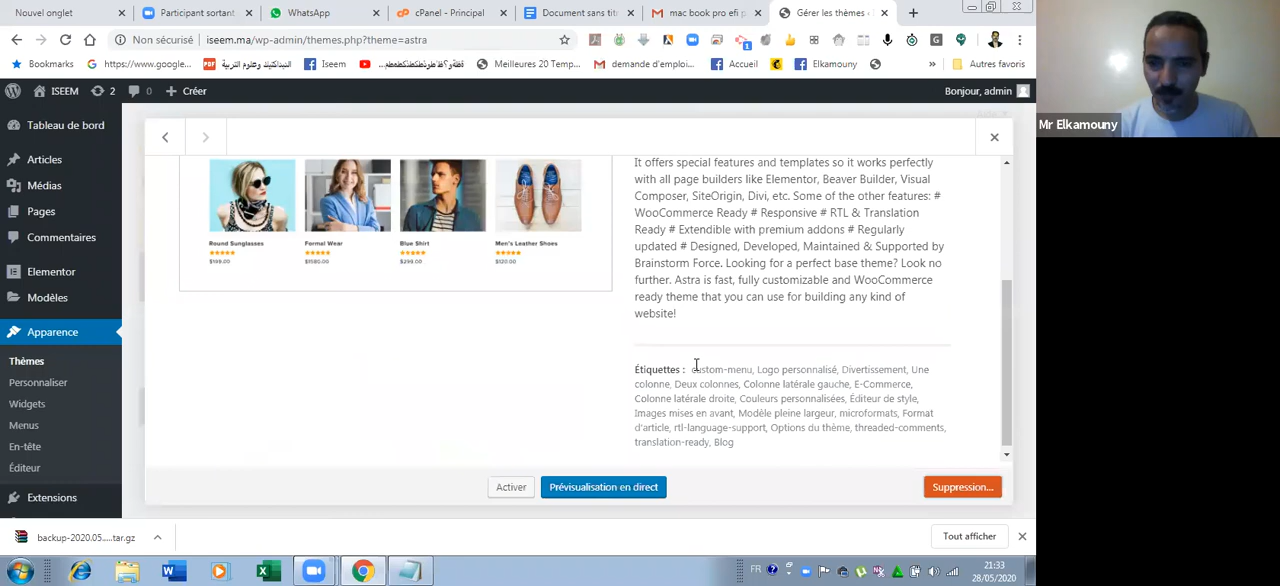 Nouvel onglet
Participant sortant
WhatsApp
cPanel - Principal
Document sans tit
mac book pro efi p
Gérer les thèmes ‹
Non sécurisé
iseem.ma/wp-admin/themes.php?theme=astra
Bookmarks
https://www.google...
Iseem
Meilleures 20 Temp...
demande_d'emploi...
Accueil
Elkamouny
»
Autres favoris
ISEEM
2
0
Créer
Bonjour, admin
Mr Elkamouny
Tableau de bord
Articles
Médias
Pages
Commentaires
Elementor
Modèles
Apparence
Thèmes
Personnaliser
Widgets
Menus
En-tête
Éditeur
Extensions
Round Sunglasses
Formal Wear
Blue Shirt
Men's Leather Shoes
It offers special features and templates so it works perfectly
with all page builders like Elementor, Beaver Builder, Visual
Composer, SiteOrigin, Divi, etc. Some of the other features: #
WooCommerce Ready # Responsive # RTL & Translation
Ready # Extendible with premium addons # Regularly
updated # Designed, Developed, Maintained & Supported by
Brainstorm Force. Looking for a perfect base theme? Look no
further. Astra is fast, fully customizable and WooCommerce
ready theme that you can use for building any kind of
website!
Étiquettes : custom-menu, Logo personnalisé, Divertissement, Une
colonne, Deux colonnes, Colonne latérale gauche, E-Commerce,
Colonne latérale droite, Couleurs personnalisées, Éditeur de style,
Images mises en avant, Modèle pleine largeur, microformats, Format
d'article, rtl-language-support, Options du thème, threaded-comments,
translation-ready, Blog
Activer
Prévisualisation en direct
Suppression...
backup-2020.05.....tar.gz
Tout afficher
FR
21:33
28/05/2020